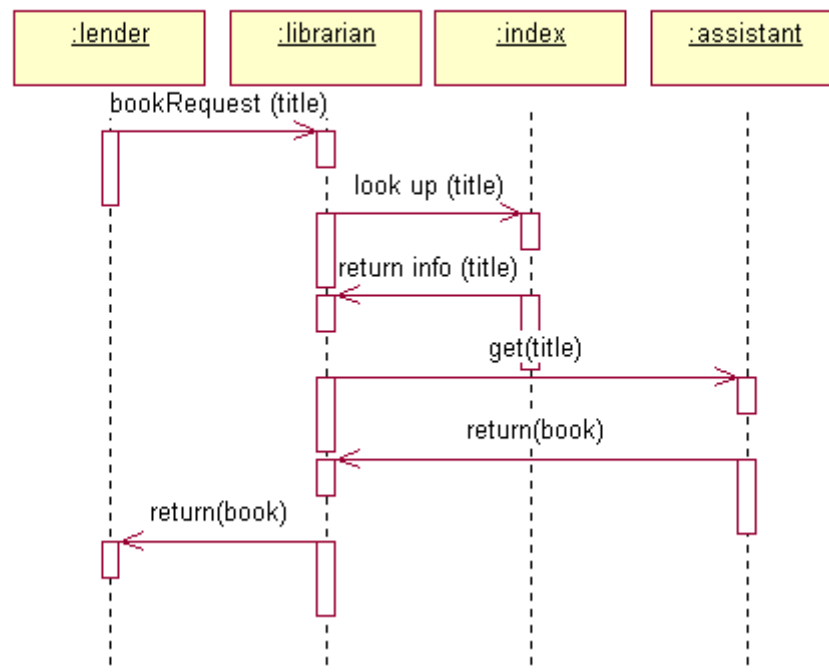 :lender
:librarian
:index
:assistant
bookRequest (title)
look up (title)
return info (title)
get(title)
return(book)
return(book)